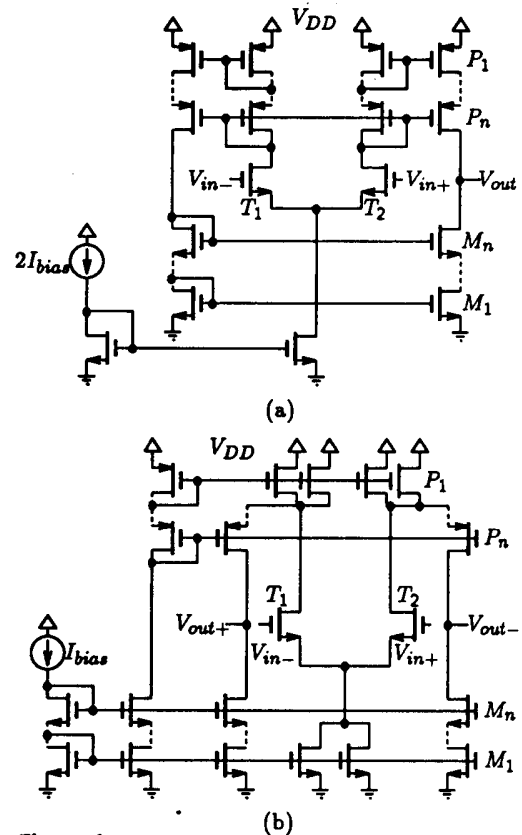 V_DD
P_1
P_n
V_in-
V_in+
V_out
T_1
T_2
M_n
2I_bias
M_1
(a)
V_DD
P_1
P_n
T_1
T_2
V_out+
V_out-
I_bias
V_in-
V_in+
M_n
M_1
(b)